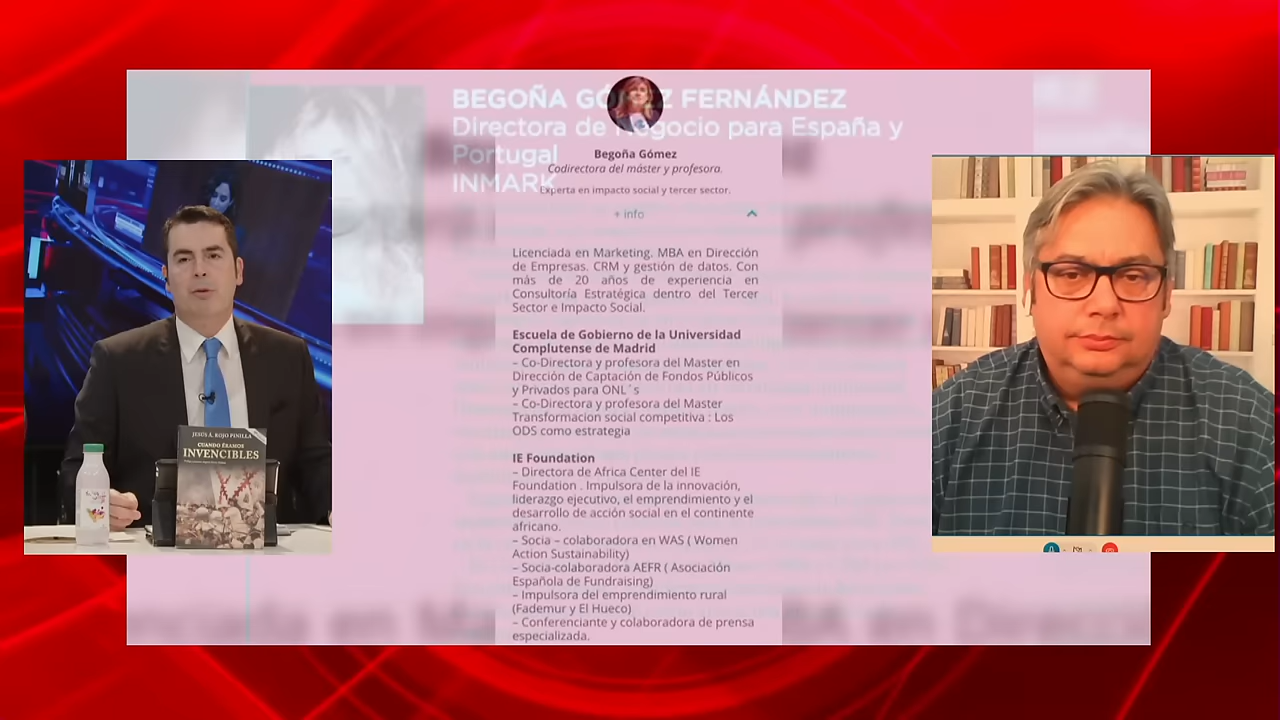 BEGOÑA GÓMEZ FERNÁNDEZ
Directora de Negocio para España y
Portugal
INMARK
Begoña Gómez
Codirectora del máster y profesora.
Experta en impacto social y tercer sector.
+ info
Licenciada en Marketing. MBA en Dirección
de Empresas. CRM y gestión de datos. Con
más de 20 años de experiencia en
Consultoría Estratégica dentro del Tercer
Sector e Impacto Social.
Escuela de Gobierno de la Universidad
Complutense de Madrid
– Co-Directora y profesora del Master en
Dirección de Captación de Fondos Públicos
y Privados para ONL´s
– Co-Directora y profesora del Master
Transformacion social competitiva : Los
ODS como estrategia
IE Foundation
– Directora de Africa Center del IE
Foundation . Impulsora de la innovación,
liderazgo ejecutivo, el emprendimiento y el
desarrollo de acción social en el continente
africano.
– Socia – colaboradora en WAS ( Women
Action Sustainability)
– Socia-colaboradora AEFR ( Asociación
Española de Fundraising)
– Impulsora del emprendimiento rural
(Fademur y El Hueco)
– Conferenciante y colaboradora de prensa
especializada.
JESÚS Á. ROJO PINILLA
CUANDO ÉRAMOS
INVENCIBLES